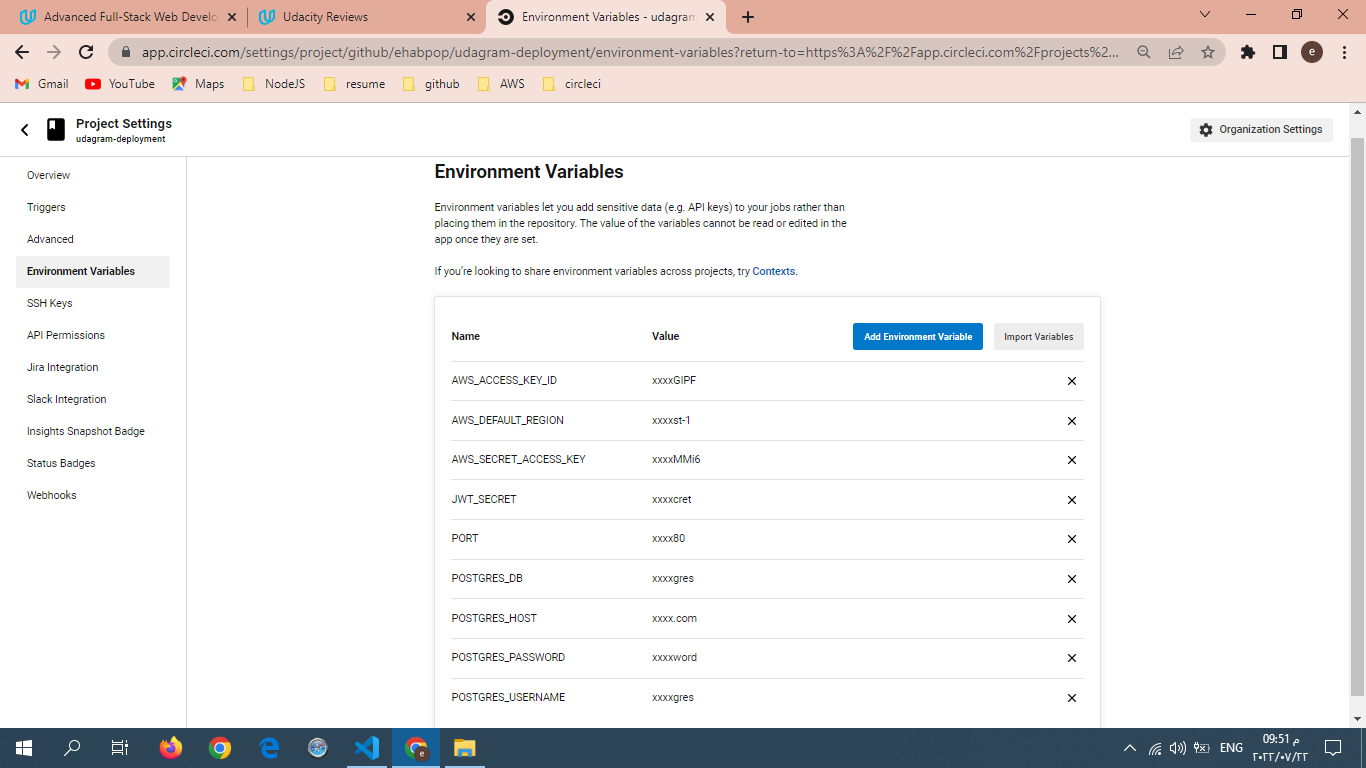 Advanced Full-Stack Web Develo
Udacity Reviews
Environment Variables - udagram
app.circleci.com/settings/project/github/ehabpop/udagram-deployment/environment-variables?return-to=https%3A%2F%2Fapp.circleci.com%2Fprojects%2...
e
Gmail
YouTube
Maps
NodeJS
resume
github
AWS
circleci
Project Settings
udagram-deployment
Organization Settings
Overview
Triggers
Advanced
Environment Variables
SSH Keys
API Permissions
Jira Integration
Slack Integration
Insights Snapshot Badge
Status Badges
Webhooks
Environment Variables
Environment variables let you add sensitive data (e.g. API keys) to your jobs rather than
placing them in the repository. The value of the variables cannot be read or edited in the
app once they are set.
If you’re looking to share environment variables across projects, try Contexts.
Name Value Add Environment Variable Import Variables
AWS_ACCESS_KEY_ID xxxxGIPF
AWS_DEFAULT_REGION xxxxst-1
AWS_SECRET_ACCESS_KEY xxxxMMi6
JWT_SECRET xxxxcret
PORT xxxx80
POSTGRES_DB xxxxgres
POSTGRES_HOST xxxx.com
POSTGRES_PASSWORD xxxxword
POSTGRES_USERNAME xxxxgres
e
ENG
09:51 م
٢٠٢٢/٠٧/٢٢